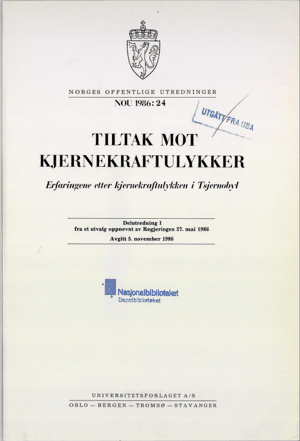 NORGES OFFENTLIGE UTREDNINGER
NOU 1986: 24
UTGÅTT FRA UBA
TILTAK MOT
KJERNEKRAFTULYKKER
Erfaringene etter kjernekraftulykken i Tsjernobyl
Delutredning I
fra et utvalg oppnevnt av Regjeringen 27. mai 1986
Avgitt 5. november 1986
Nasjonalbiblioteket
Depotbiblioteket
UNIVERSITETSFORLAGET A/S
OSLO — BERGEN — TROMSØ — STAVANGER